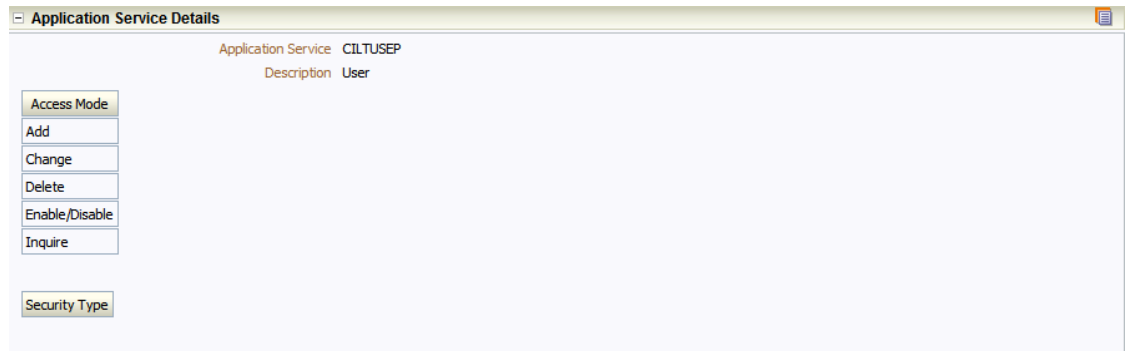 Application Service Details
Application Service CILTUSEP
Description User
Access Mode
Add
Change
Delete
Enable/Disable
Inquire
Security Type